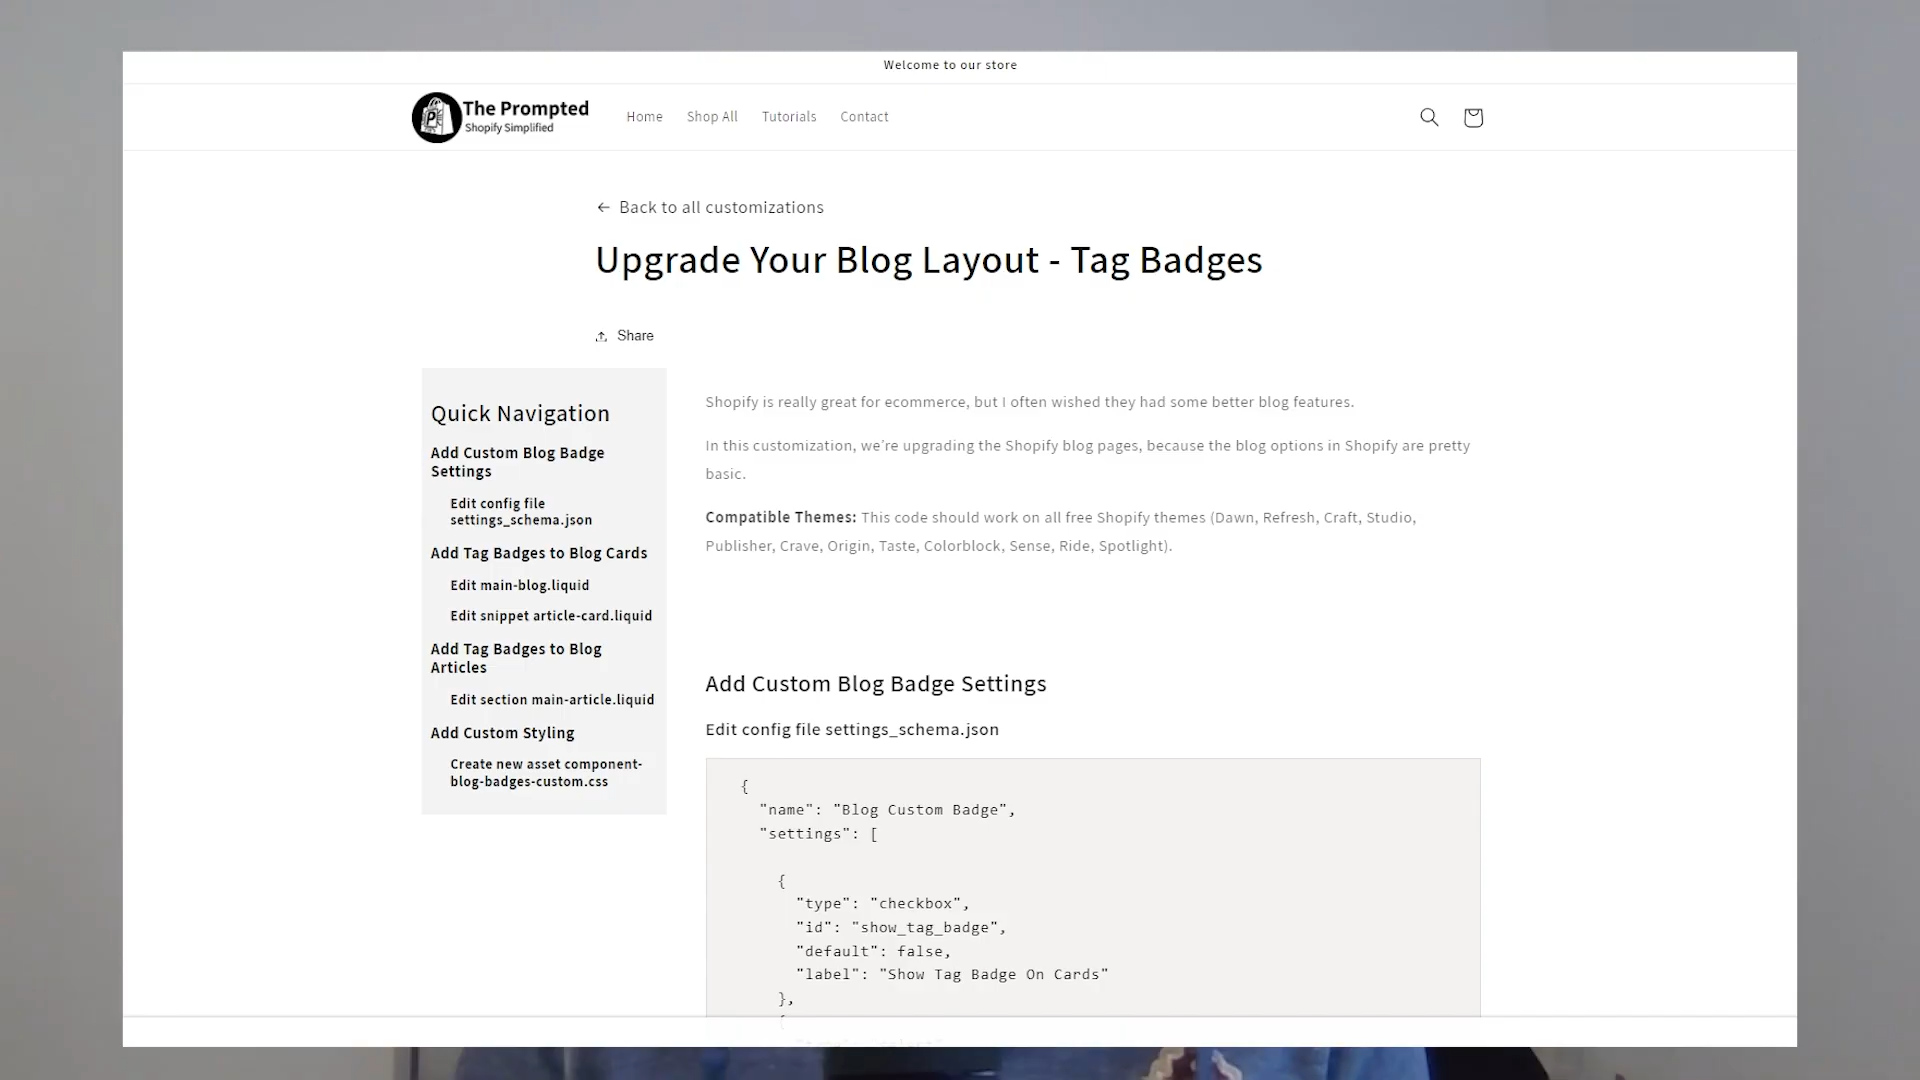 Welcome to our store
The Prompted
Shopify Simplified
Home Shop All Tutorials Contact
← Back to all customizations
Upgrade Your Blog Layout - Tag Badges
Share
Quick Navigation
Add Custom Blog Badge
Settings
Edit config file
settings_schema.json
Add Tag Badges to Blog Cards
Edit main-blog.liquid
Edit snippet article-card.liquid
Add Tag Badges to Blog
Articles
Edit section main-article.liquid
Add Custom Styling
Create new asset component-
blog-badges-custom.css
Shopify is really great for ecommerce, but I often wished they had some better blog features.
In this customization, we're upgrading the Shopify blog pages, because the blog options in Shopify are pretty
basic.
Compatible Themes: This code should work on all free Shopify themes (Dawn, Refresh, Craft, Studio,
Publisher, Crave, Origin, Taste, Colorblock, Sense, Ride, Spotlight).
Add Custom Blog Badge Settings
Edit config file settings_schema.json
{
"name": "Blog Custom Badge",
"settings": [
{
"type": "checkbox",
"id": "show_tag_badge",
"default": false,
"label": "Show Tag Badge On Cards"
},